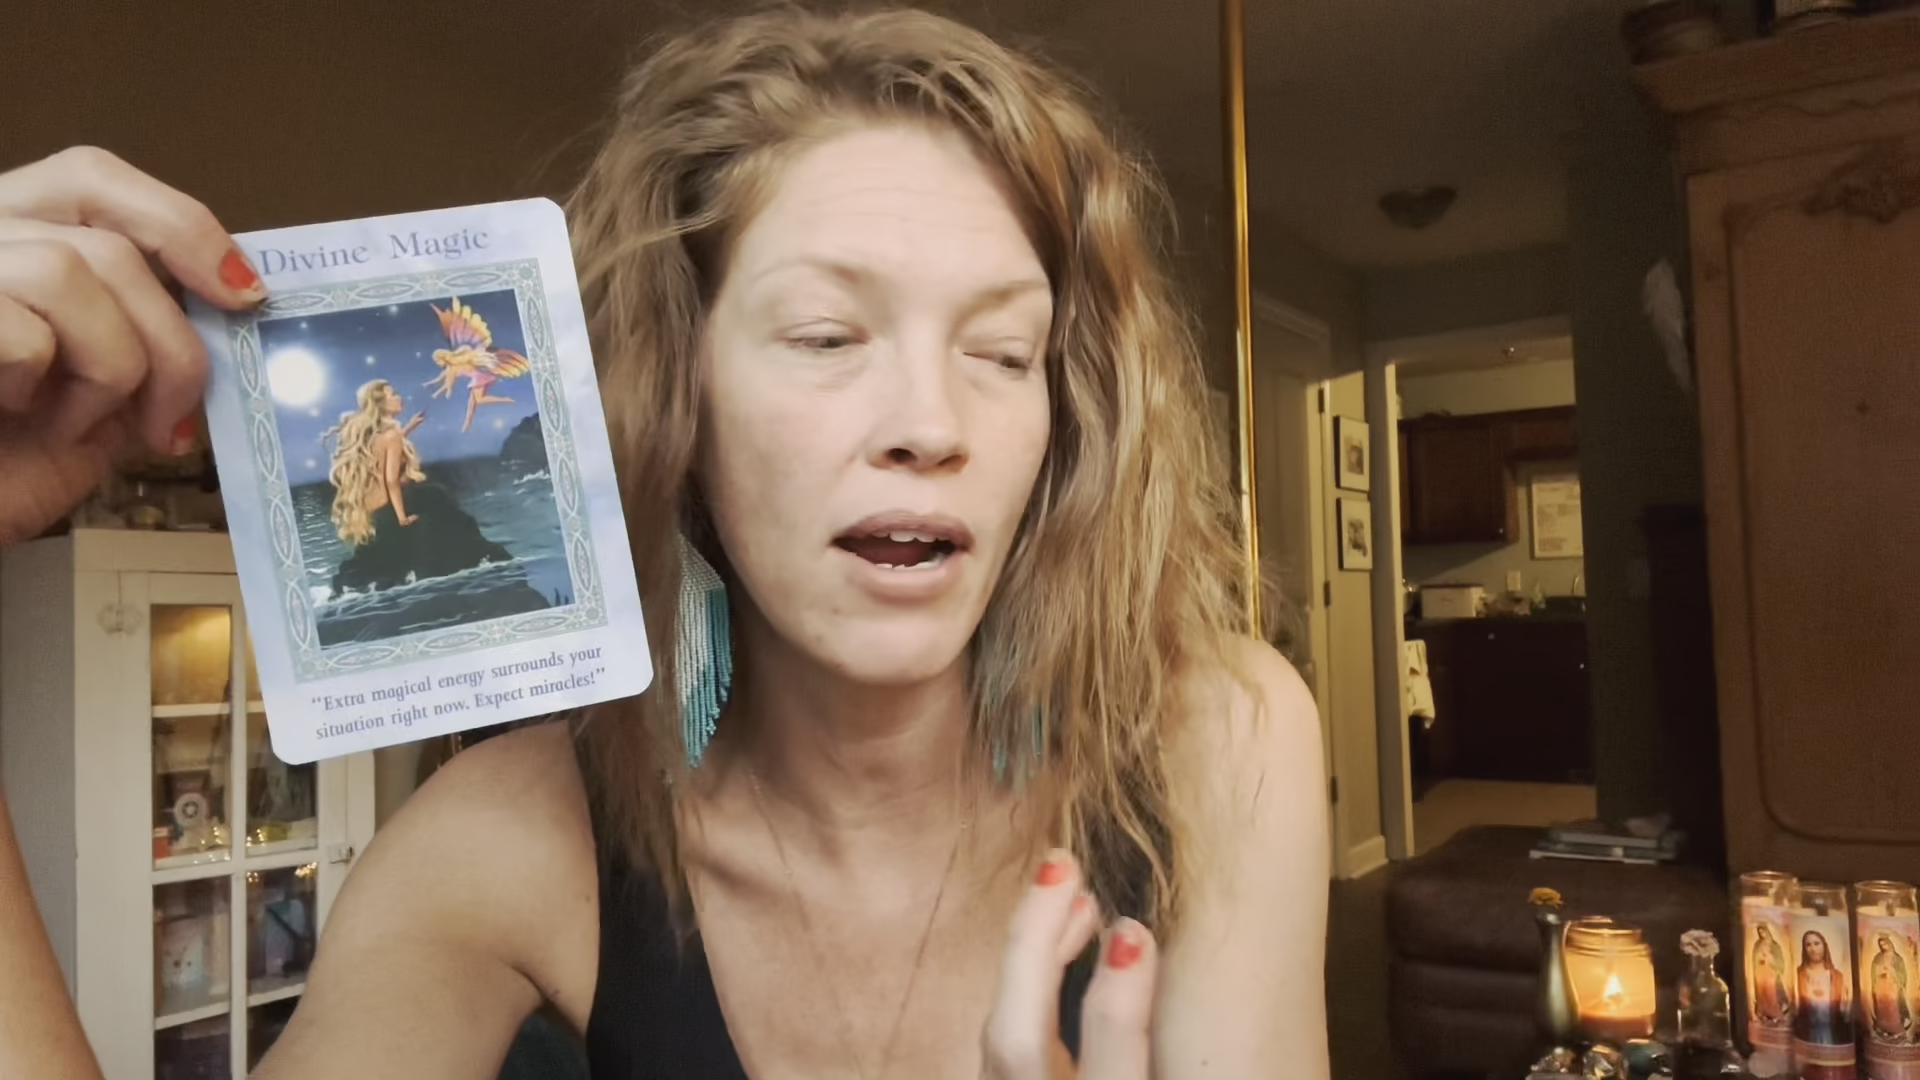 Divine Magic
“Extra magical energy surrounds your
situation right now. Expect miracles!”